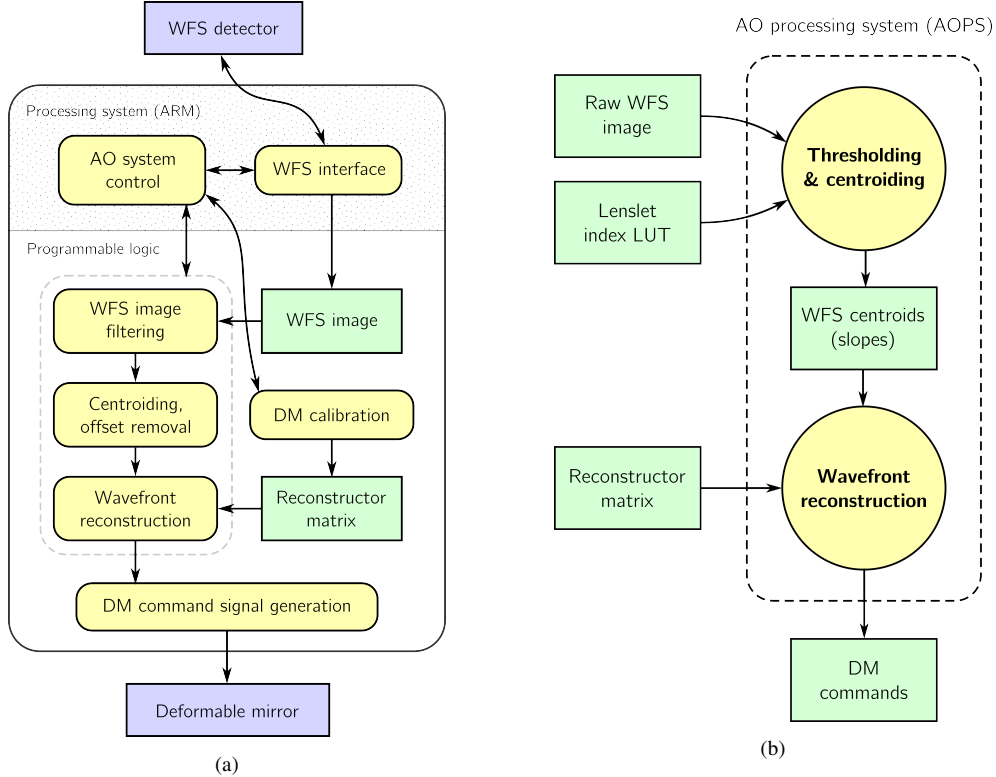 WFS detector
Processing system (ARM)
AO system
control
WFS interface
Programmable logic
WFS image
filtering
WFS image
Centroiding,
offset removal
DM calibration
Wavefront
reconstruction
Reconstructor
matrix
DM command signal generation
Deformable mirror
(a)
AO processing system (AOPS)
Raw WFS
image
Thresholding
& centroiding
Lenslet
index LUT
WFS centroids
(slopes)
Reconstructor
matrix
Wavefront
reconstruction
DM
commands
(b)